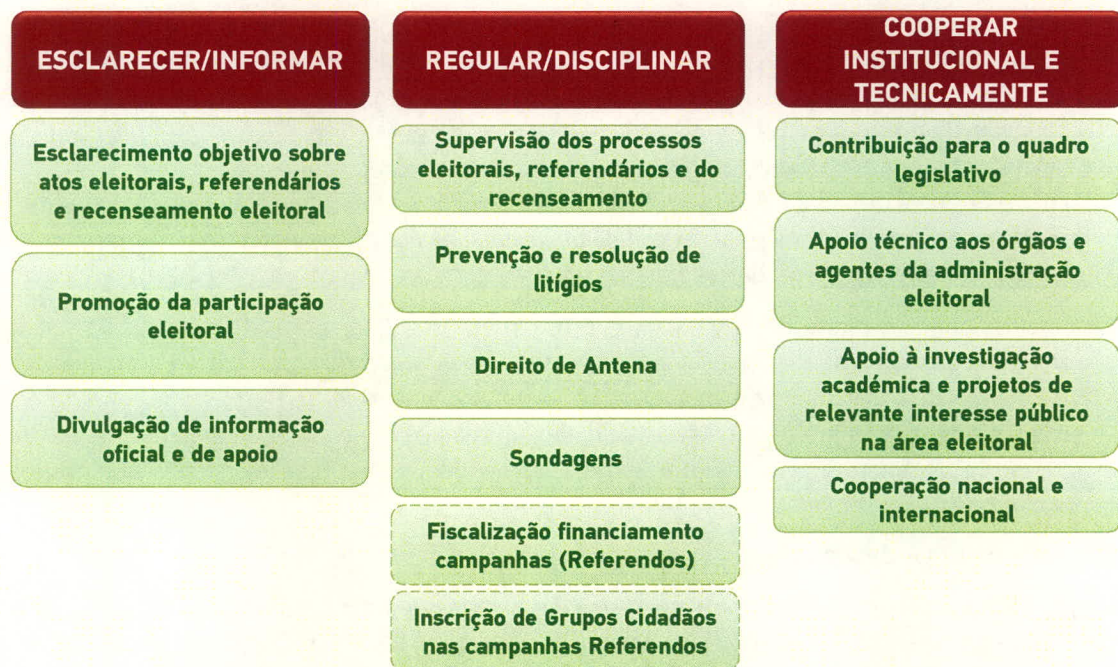 ESCLARECER/INFORMAR
Esclarecimento objetivo sobre
atos eleitorais, referendários
e recenseamento eleitoral
Promoção da participação
eleitoral
Divulgação de informação
oficial e de apoio
REGULAR/DISCIPLINAR
Supervisão dos processos
eleitorais, referendários e do
recenseamento
Prevenção e resolução de
litígios
Direito de Antena
Sondagens
Fiscalização financiamento
campanhas (Referendos)
Inscrição de Grupos Cidadãos
nas campanhas Referendos
COOPERAR
INSTITUCIONAL E
TECNICAMENTE
Contribuição para o quadro
legislativo
Apoio técnico aos órgãos e
agentes da administração
eleitoral
Apoio à investigação
académica e projetos de
relevante interesse público
na área eleitoral
Cooperação nacional e
internacional